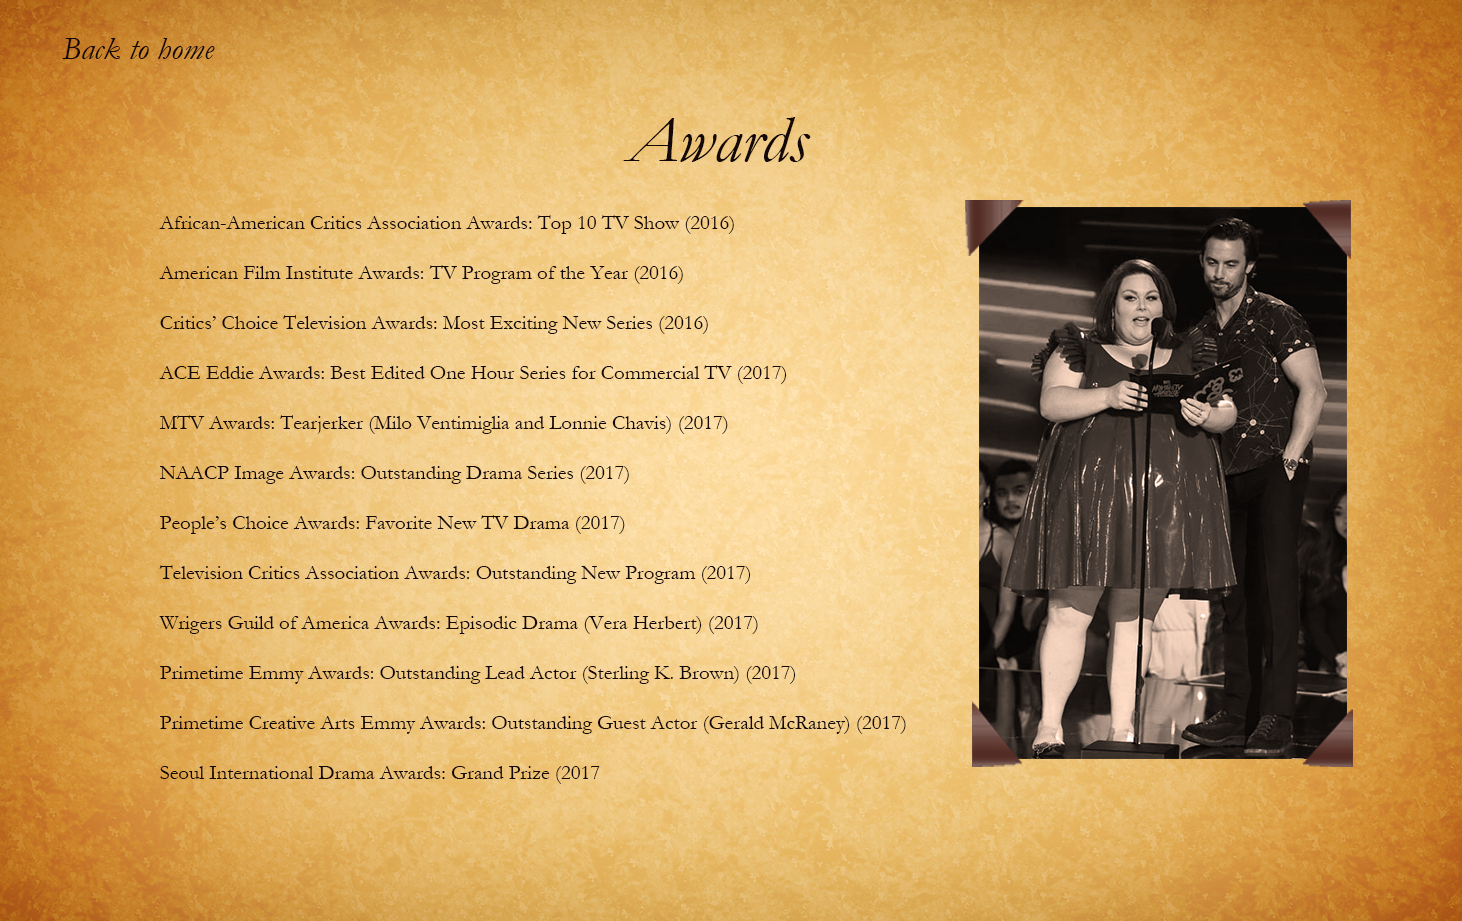 Back to home
Awards
African-American Critics Association Awards: Top 10 TV Show (2016)
American Film Institute Awards: TV Program of the Year (2016)
Critics’ Choice Television Awards: Most Exciting New Series (2016)
ACE Eddie Awards: Best Edited One Hour Series for Commercial TV (2017)
MTV Awards: Tearjerker (Milo Ventimiglia and Lonnie Chavis) (2017)
NAACP Image Awards: Outstanding Drama Series (2017)
People’s Choice Awards: Favorite New TV Drama (2017)
Television Critics Association Awards: Outstanding New Program (2017)
Wrigers Guild of America Awards: Episodic Drama (Vera Herbert) (2017)
Primetime Emmy Awards: Outstanding Lead Actor (Sterling K. Brown) (2017)
Primetime Creative Arts Emmy Awards: Outstanding Guest Actor (Gerald McRaney) (2017)
Seoul International Drama Awards: Grand Prize (2017